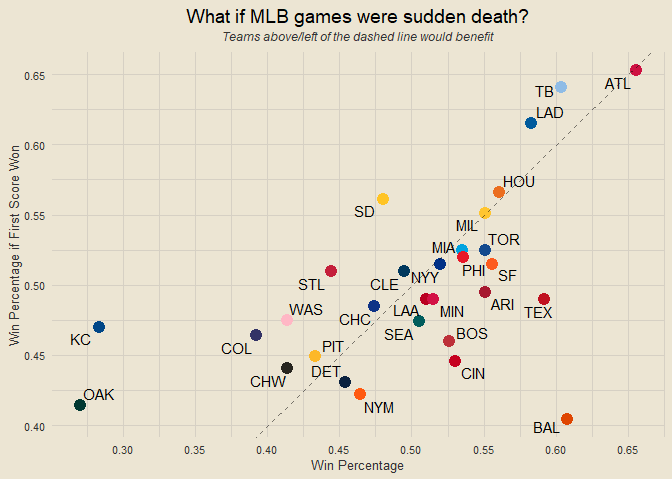 What if MLB games were sudden death?
Teams above/left of the dashed line would benefit
Win Percentage if First Score Won
0.65
0.60
0.55
0.50
0.45
0.40
ATL
TB
LAD
HOU
SD
MIL
TOR
MIA
PHI
SF
NYY
CLE
STL
ARI
TEX
LAA
MIN
WAS
CHC
SEA
BOS
KC
COL
PIT
CHW
DET
CIN
OAK
NYM
BAL
0.30
0.40
0.45
0.50
0.55
0.60
0.65
Win Percentage